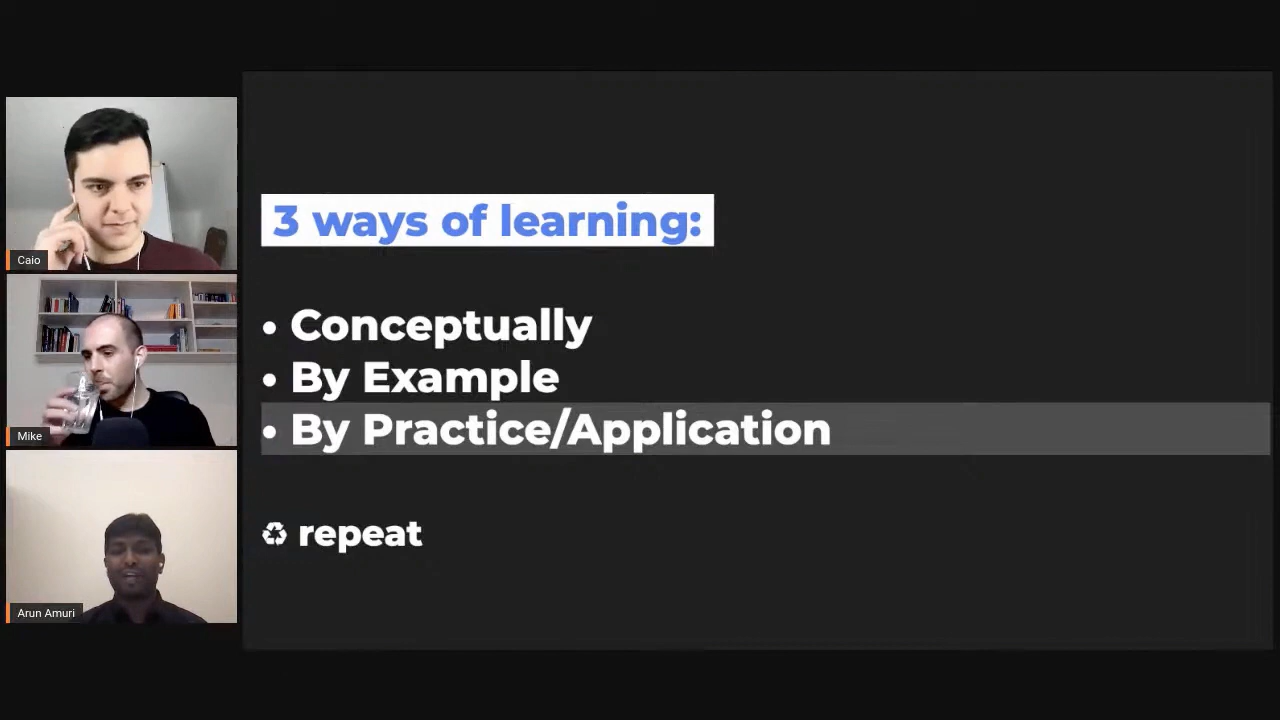 Caio
Mike
Arun Amuri
3 ways of learning:
• Conceptually
• By Example
• By Practice/Application
♻ repeat